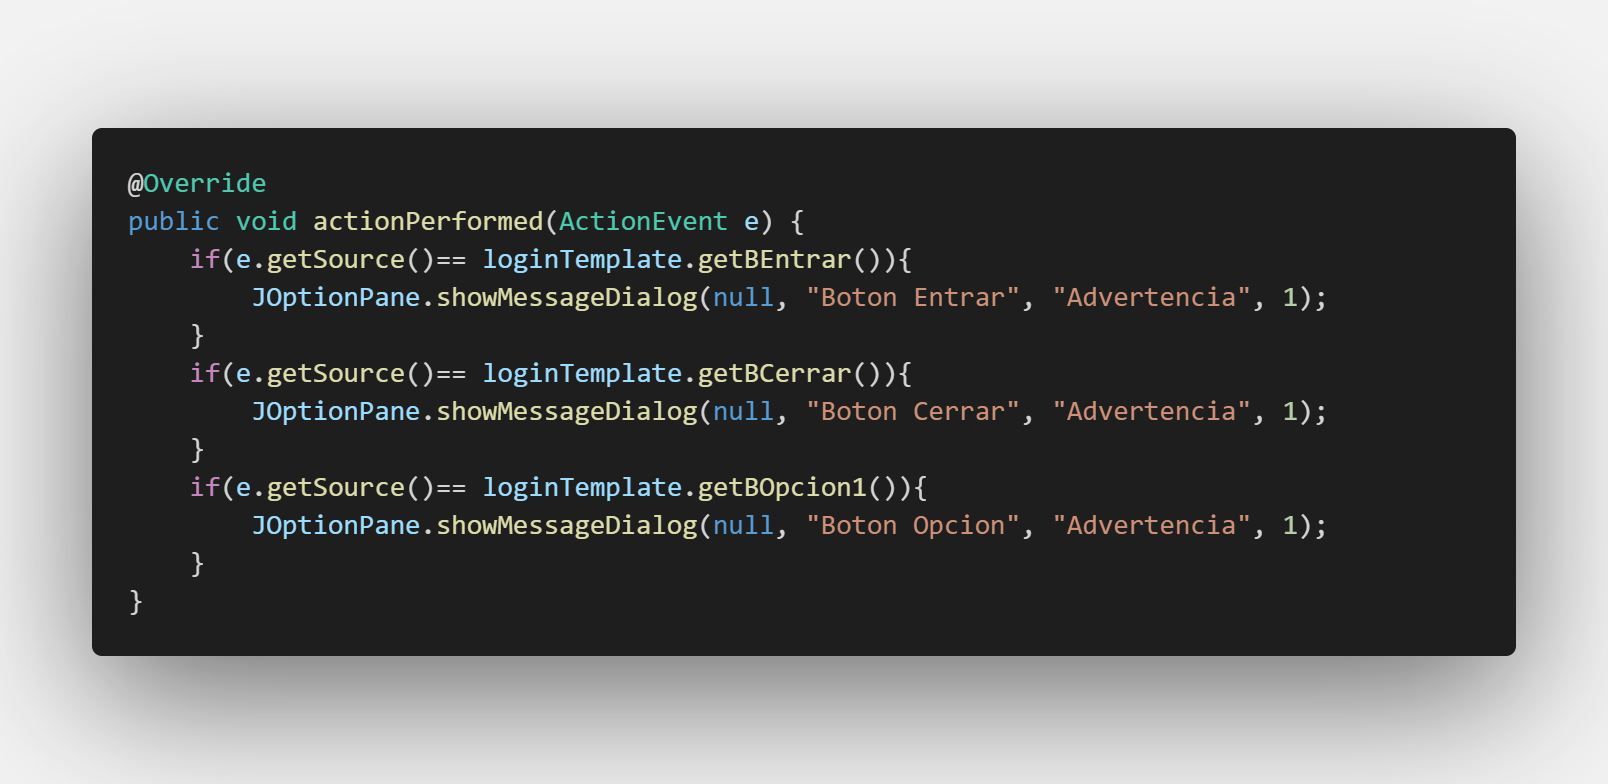 @Override
public void actionPerformed(ActionEvent e) {
    if(e.getSource()== loginTemplate.getBEntrar()){
        JOptionPane.showMessageDialog(null, "Boton Entrar", "Advertencia", 1);
    }
    if(e.getSource()== loginTemplate.getBCerrar()){
        JOptionPane.showMessageDialog(null, "Boton Cerrar", "Advertencia", 1);
    }
    if(e.getSource()== loginTemplate.getBOpcion1()){
        JOptionPane.showMessageDialog(null, "Boton Opcion", "Advertencia", 1);
    }
}